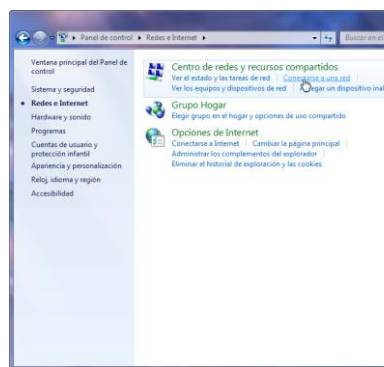 Panel de control
Redes e Internet
Buscar en el
Ventana principal del Panel de
control
Sistema y seguridad
Redes e Internet
Hardware y sonido
Programas
Cuentas de usuario y
protección infantil
Apariencia y personalización
Reloj, idioma y región
Accesibilidad
Centro de redes y recursos compartidos
Ver el estado y las tareas de red
Conectarse a una red
Ver los equipos y dispositivos de red
un dispositivo inal
Grupo Hogar
Elegir grupo en el hogar y opciones de uso compartido
Opciones de Internet
Conectarse a Internet
Cambiar la página principal
Administrar los complementos del explorador
Eliminar el historial de exploración y las cookies